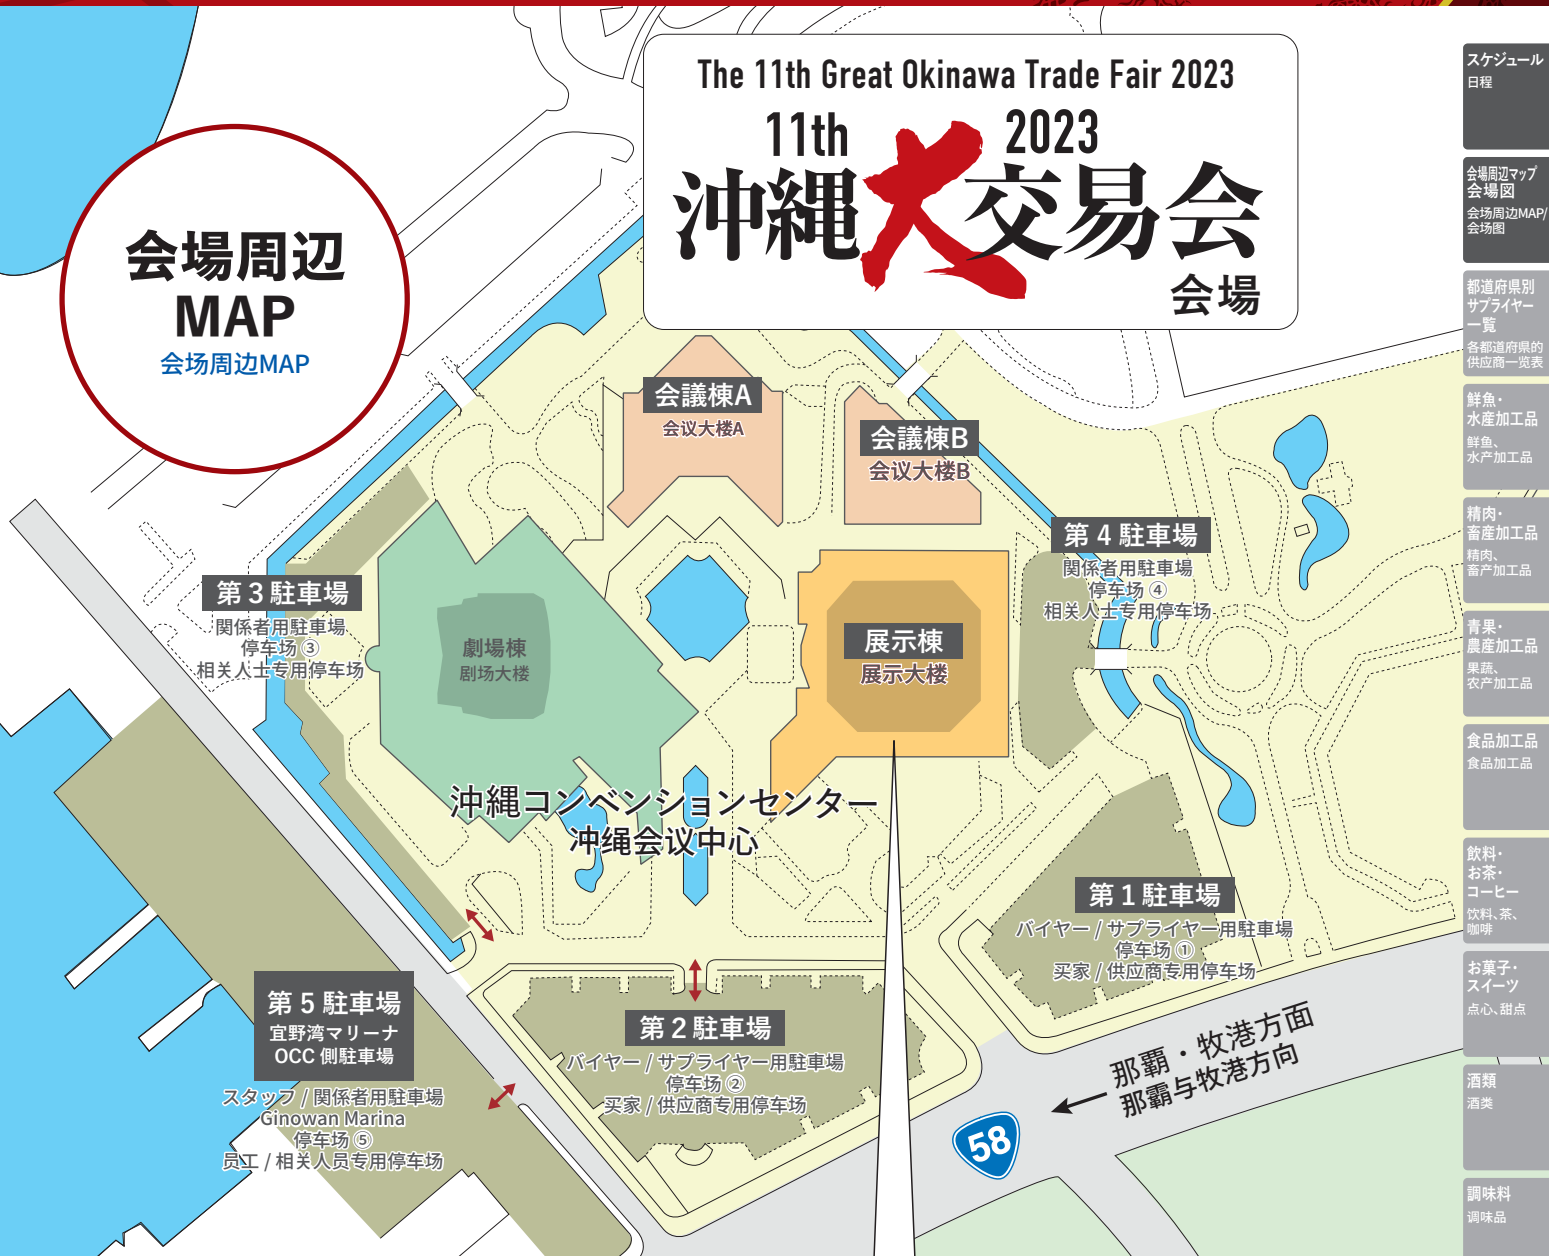 The 11th Great Okinawa Trade Fair 2023
11th 2023
沖縄大交易会
会場
会場周辺
MAP
会场周边MAP
会議棟A
会议大楼A
会議棟B
会议大楼B
第4駐車場
関係者用駐車場
停车场 ④
相关人士专用停车场
第3駐車場
関係者用駐車場
停车场 ③
相关人士专用停车场
劇場棟
剧场大楼
展示棟
展示大楼
沖縄コンベンションセンター
冲绳会议中心
第1駐車場
バイヤー / サプライヤー用駐車場
停车场 ①
买家 / 供应商专用停车场
第5駐車場
宜野湾マリーナ
OCC 側駐車場
スタッフ / 関係者用駐車場
Ginowan Marina
停车场 ⑤
员工 / 相关人员专用停车场
第2駐車場
バイヤー / サプライヤー用駐車場
停车场 ②
买家 / 供应商专用停车场
那覇・牧港方面
那霸与牧港方向
58
スケジュール
日程
会場周辺マップ
会場図
会场周边MAP/
会场图
都道府県別
サプライヤー
一覧
各都道府県的
供应商一览表
鮮魚・
水産加工品
鲜鱼、
水产加工品
精肉・
畜産加工品
精肉、
畜产加工品
青果・
農産加工品
果蔬、
农产加工品
食品加工品
食品加工品
飲料・
お茶・
コーヒー
饮料、茶、
咖啡
お菓子・
スイーツ
点心、甜点
酒類
酒类
調味料
调味品